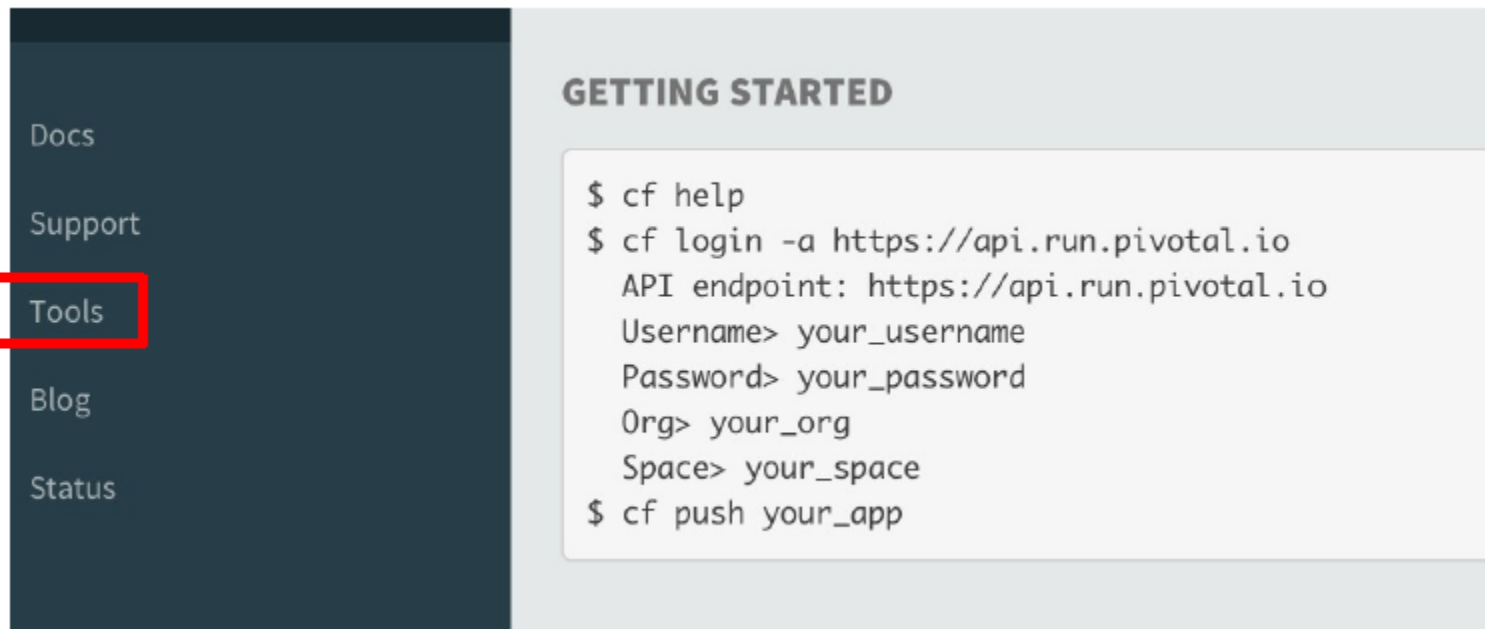 Docs
Support
Tools
Blog
Status
GETTING STARTED
$ cf help
$ cf login -a https://api.run.pivotal.io
API endpoint: https://api.run.pivotal.io
Username> your_username
Password> your_password
Org> your_org
Space> your_space
$ cf push your_app